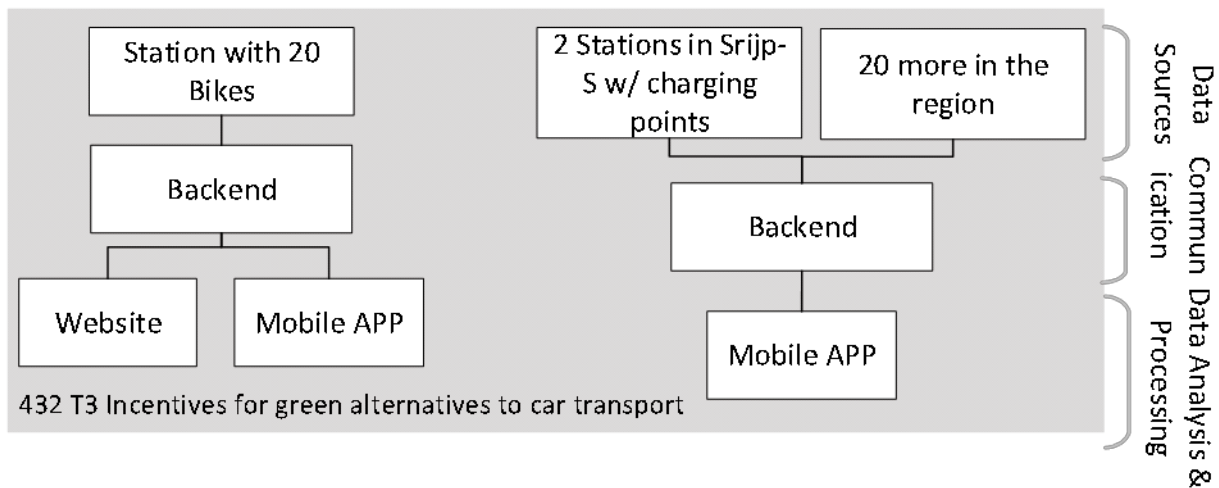 Station with 20
Bikes
Backend
Website
Mobile APP
2 Stations in Srijp-
S w/ charging
points
20 more in the
region
Backend
Mobile APP
432 T3 Incentives for green alternatives to car transport
Data
Sources
Commun
ication
Data Analysis &
Processing